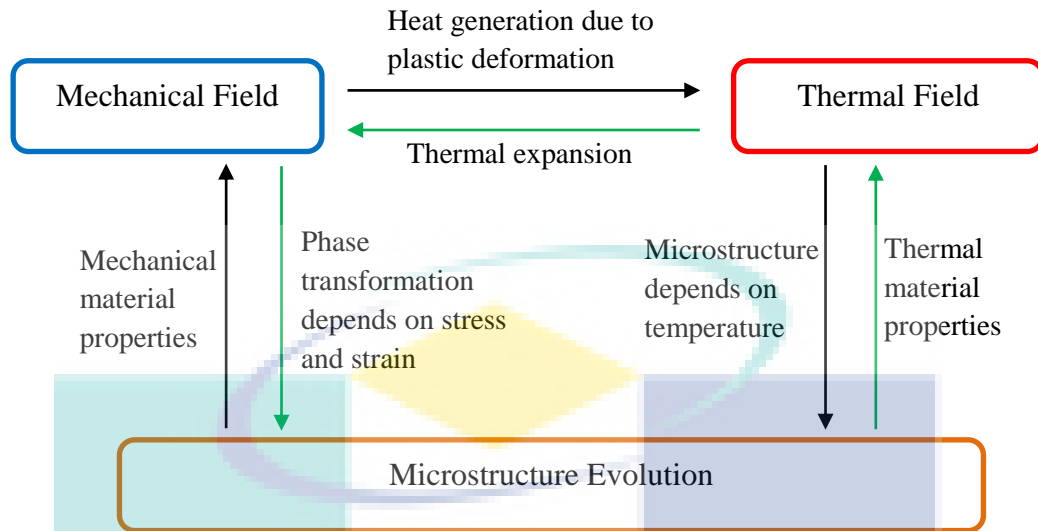 Heat generation due to
plastic deformation
Mechanical Field
Thermal Field
Thermal expansion
Mechanical
material
properties
Phase
transformation
depends on stress
and strain
Microstructure
depends on
temperature
Thermal
material
properties
Microstructure Evolution